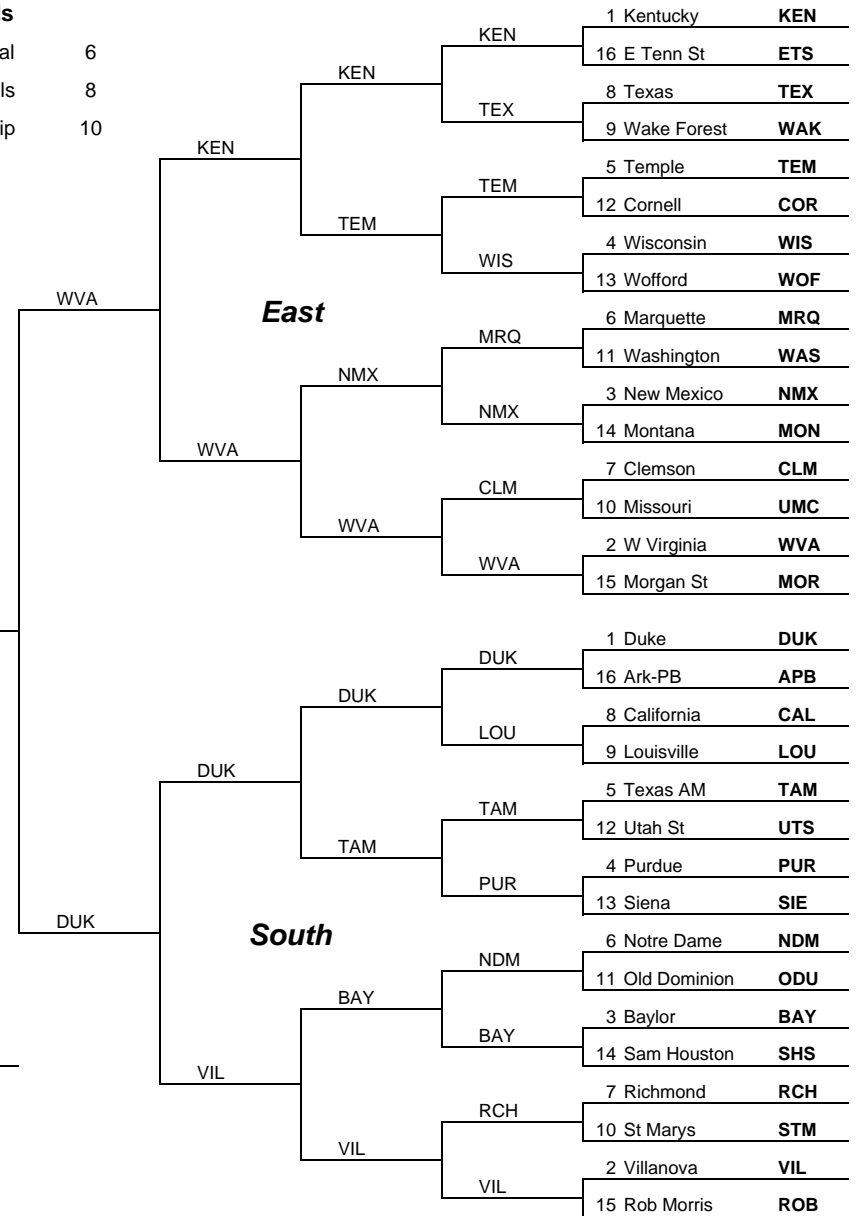 ls
al 6
ls 8
ip 10
1 Kentucky KEN
KEN
16 E Tenn St ETS
KEN
8 Texas TEX
TEX
9 Wake Forest WAK
KEN
5 Temple TEM
TEM
12 Cornell COR
TEM
4 Wisconsin WIS
WIS
13 Wofford WOF
WVA
East
6 Marquette MRQ
MRQ
11 Washington WAS
NMX
3 New Mexico NMX
NMX
14 Montana MON
WVA
7 Clemson CLM
CLM
10 Missouri UMC
WVA
2 W Virginia WVA
WVA
15 Morgan St MOR
1 Duke DUK
DUK
16 Ark-PB APB
DUK
8 California CAL
LOU
9 Louisville LOU
DUK
5 Texas AM TAM
TAM
12 Utah St UTS
TAM
4 Purdue PUR
PUR
13 Siena SIE
DUK
South
6 Notre Dame NDM
NDM
11 Old Dominion ODU
BAY
3 Baylor BAY
BAY
14 Sam Houston SHS
VIL
7 Richmond RCH
RCH
10 St Marys STM
VIL
2 Villanova VIL
VIL
15 Rob Morris ROB